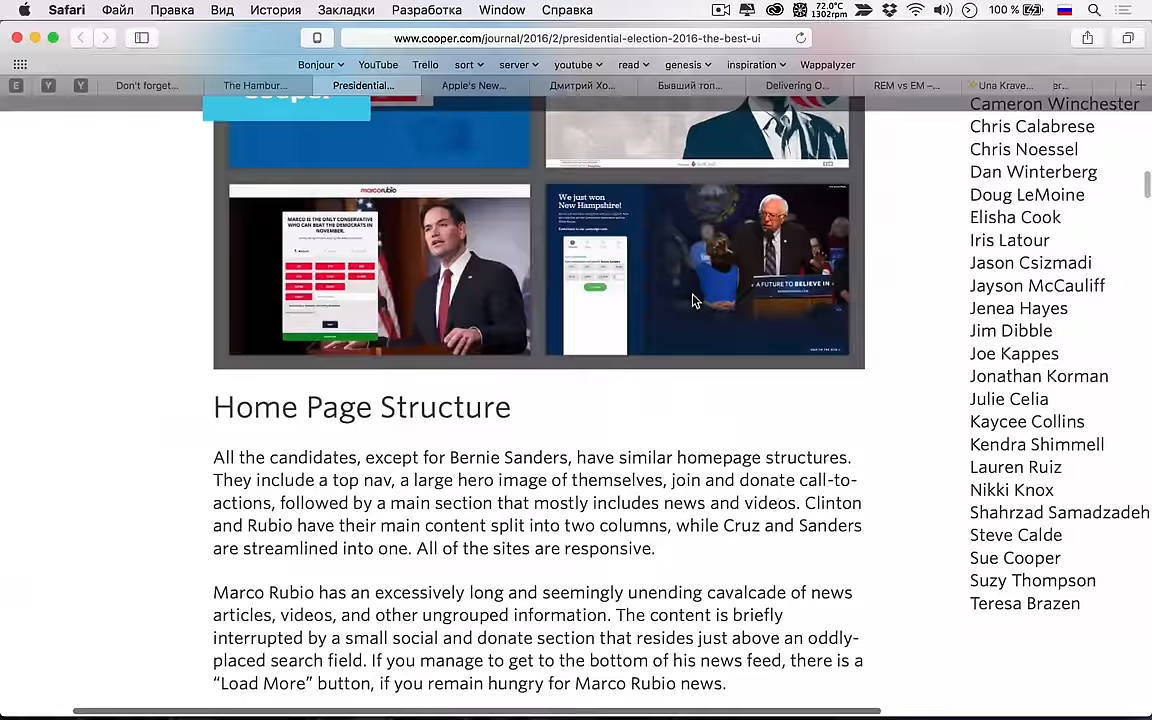 Safari Файл Правка Вид История Закладки Разработка Window Справка 72.0°C 1302rpm 100 %
www.cooper.com/journal/2016/2/presidential-election-2016-the-best-ui
Bonjour YouTube Trello sort server youtube read genesis inspiration Wappalyzer
E Y Y Don't forget... The Hambur... Presidential... Apple's New... Дмитрий Хо... Бывший топ... Delivering O... REM vs EM –... Una Krave... er...
Cameron Winchester
Chris Calabrese
Chris Noessel
Dan Winterberg
Doug LeMoine
Elisha Cook
Iris Latour
Jason Csizmadi
Jayson McCauliff
Jenea Hayes
Jim Dibble
Joe Kappes
Jonathan Korman
Julie Celia
Kaycee Collins
Kendra Shimmell
Lauren Ruiz
Nikki Knox
Shahrzad Samadzadeh
Steve Calde
Sue Cooper
Suzy Thompson
Teresa Brazen
marcorubio
MARCO IS THE ONLY CONSERVATIVE
WHO CAN BEAT THE DEMOCRATS IN
NOVEMBER.
We just won
New Hampshire!
A FUTURE TO BELIEVE IN
Home Page Structure
All the candidates, except for Bernie Sanders, have similar homepage structures.
They include a top nav, a large hero image of themselves, join and donate call-to-
actions, followed by a main section that mostly includes news and videos. Clinton
and Rubio have their main content split into two columns, while Cruz and Sanders
are streamlined into one. All of the sites are responsive.
Marco Rubio has an excessively long and seemingly unending cavalcade of news
articles, videos, and other ungrouped information. The content is briefly
interrupted by a small social and donate section that resides just above an oddly-
placed search field. If you manage to get to the bottom of his news feed, there is a
“Load More” button, if you remain hungry for Marco Rubio news.